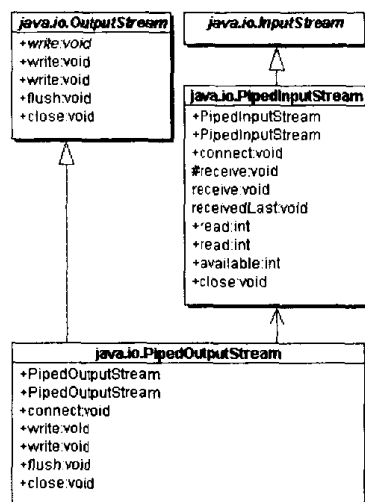 java.io.OutputStream
+write:void
+write:void
+write:void
+flush:void
+close:void
java.io.InputStream
java.io.PipedInputStream
+PipedInputStream
+PipedInputStream
+connect:void
#receive:void
receive:void
receivedLast:void
+read:int
+read:int
+available:int
+close:void
java.io.PipedOutputStream
+PipedOutputStream
+PipedOutputStream
+connect:void
+write:void
+write:void
+flush:void
+close:void